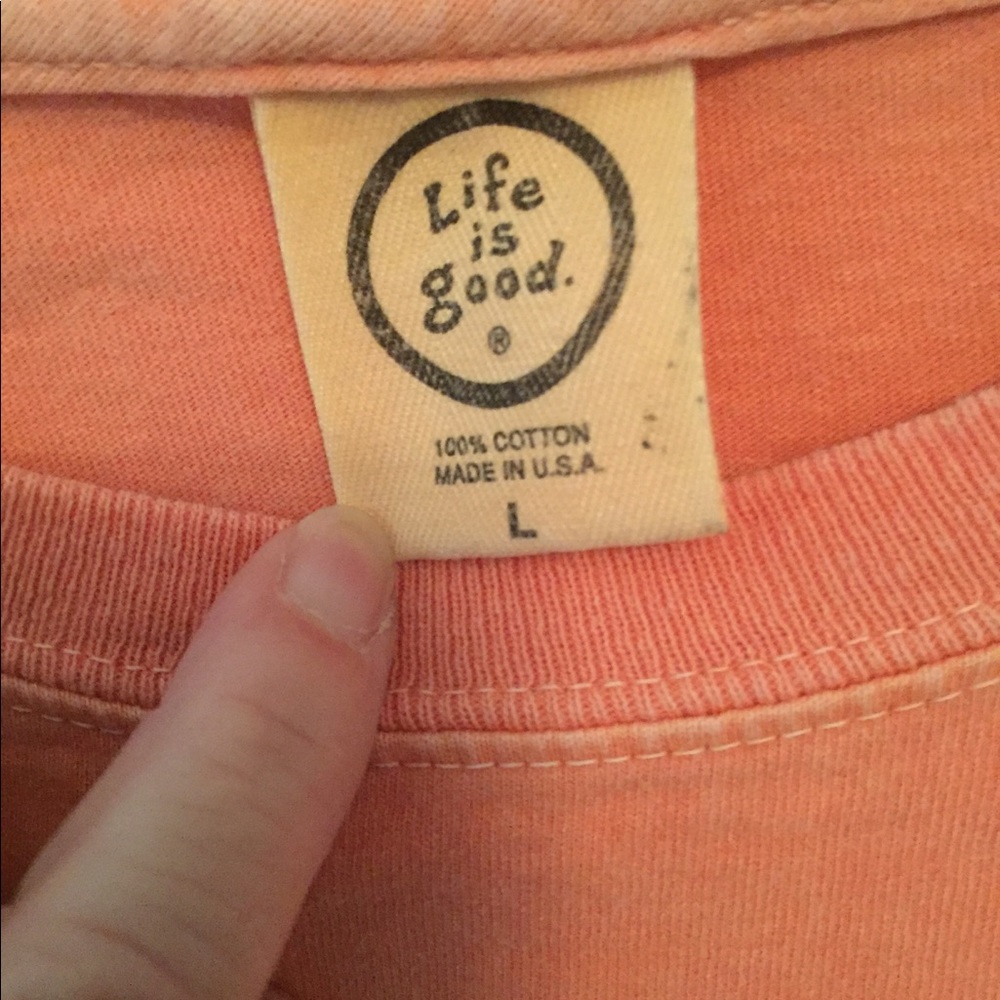 Life
is
good.
®
100% COTTON
MADE IN U.S.A.
L